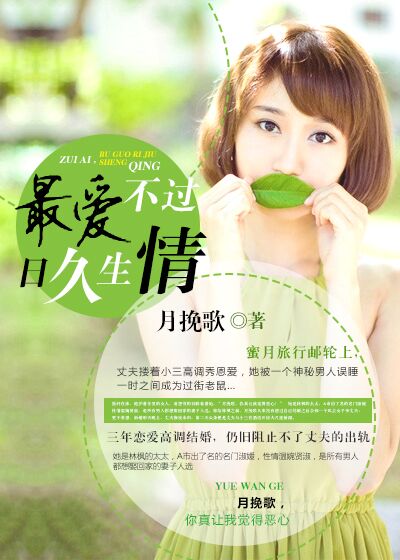 ZUI AI，
BU GUO RI JIU
SHENG
QING
最爱不过
日久生情
月挽歌◎著
蜜月旅行邮轮上，
丈夫搂着小三高调秀恩爱，她被一个神秘男人误睡
一时之间成为过街老鼠...
三年恋爱高调结婚，仍旧阻止不了丈夫的出轨
她是林枫的太太，A市出了名的名门淑媛，性情温婉贤淑，是所有男人
都想娶回家的妻子人选
YUE WAN GE
月挽歌，
你真让我觉得恶心